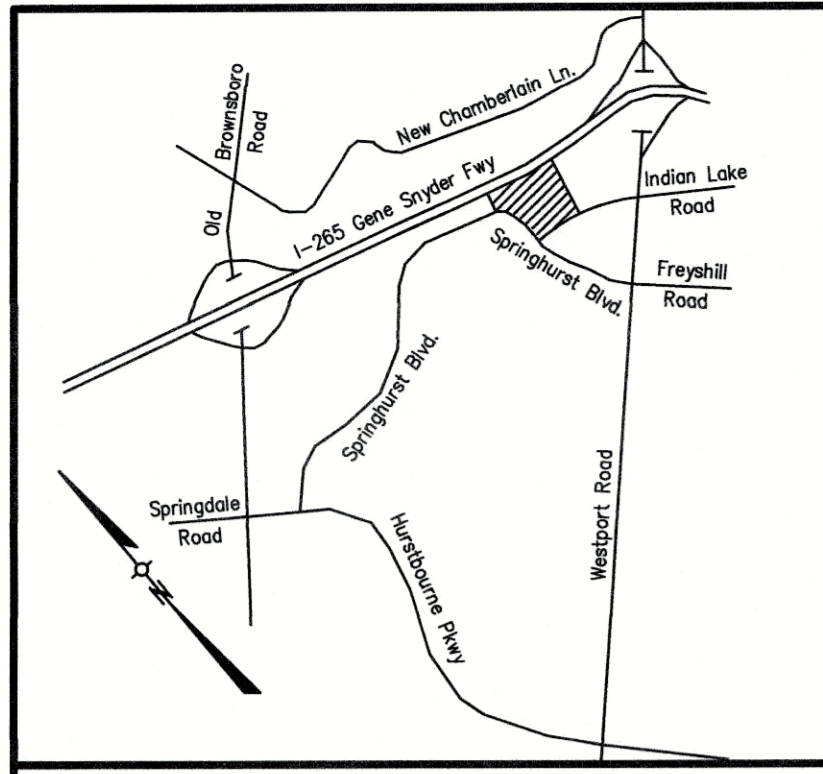 New Chamberlain Ln.
Old Brownsboro
Road
I-265 Gene Snyder Fwy
Indian Lake
Road
Springhurst Blvd.
Freyshill
Road
Springhurst Blvd.
Springdale
Road
Hurstbourne Pkwy
Westport Road
N